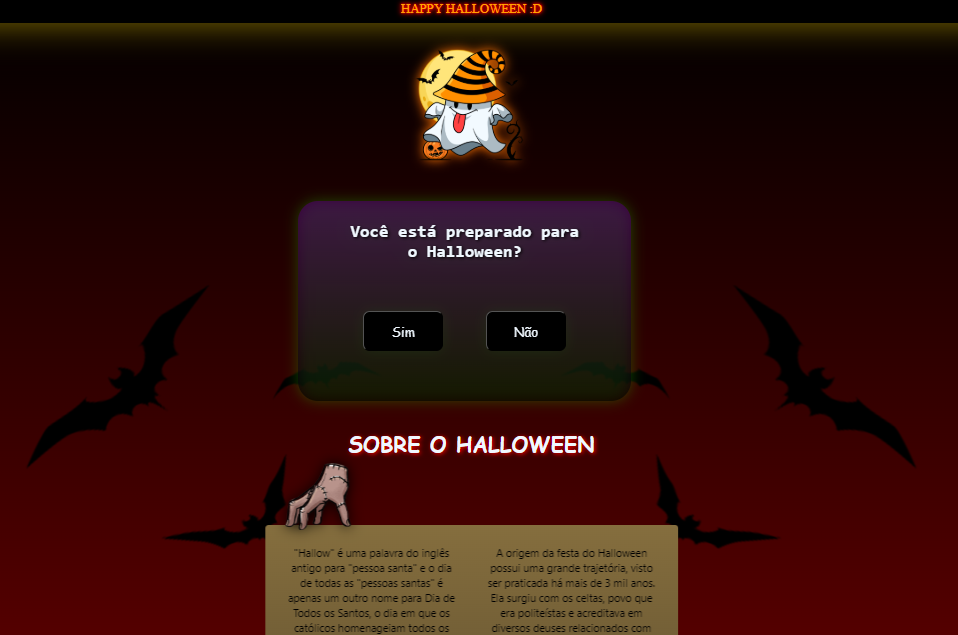 HAPPY HALLOWEEN :D
Você está preparado para
o Halloween?
Sim
Não
SOBRE O HALLOWEEN
"Hallow" é uma palavra do inglês
antigo para "pessoa santa" e o dia
de todas as "pessoas santas" é
apenas um outro nome para Dia de
Todos os Santos, o dia em que os
católicos homenageiam todos os
A origem da festa do Halloween
possui uma grande trajetória, visto
ser praticada há mais de 3 mil anos.
Ela surgiu com os celtas, povo que
era politeísta e acreditava em
diversos deuses relacionados com